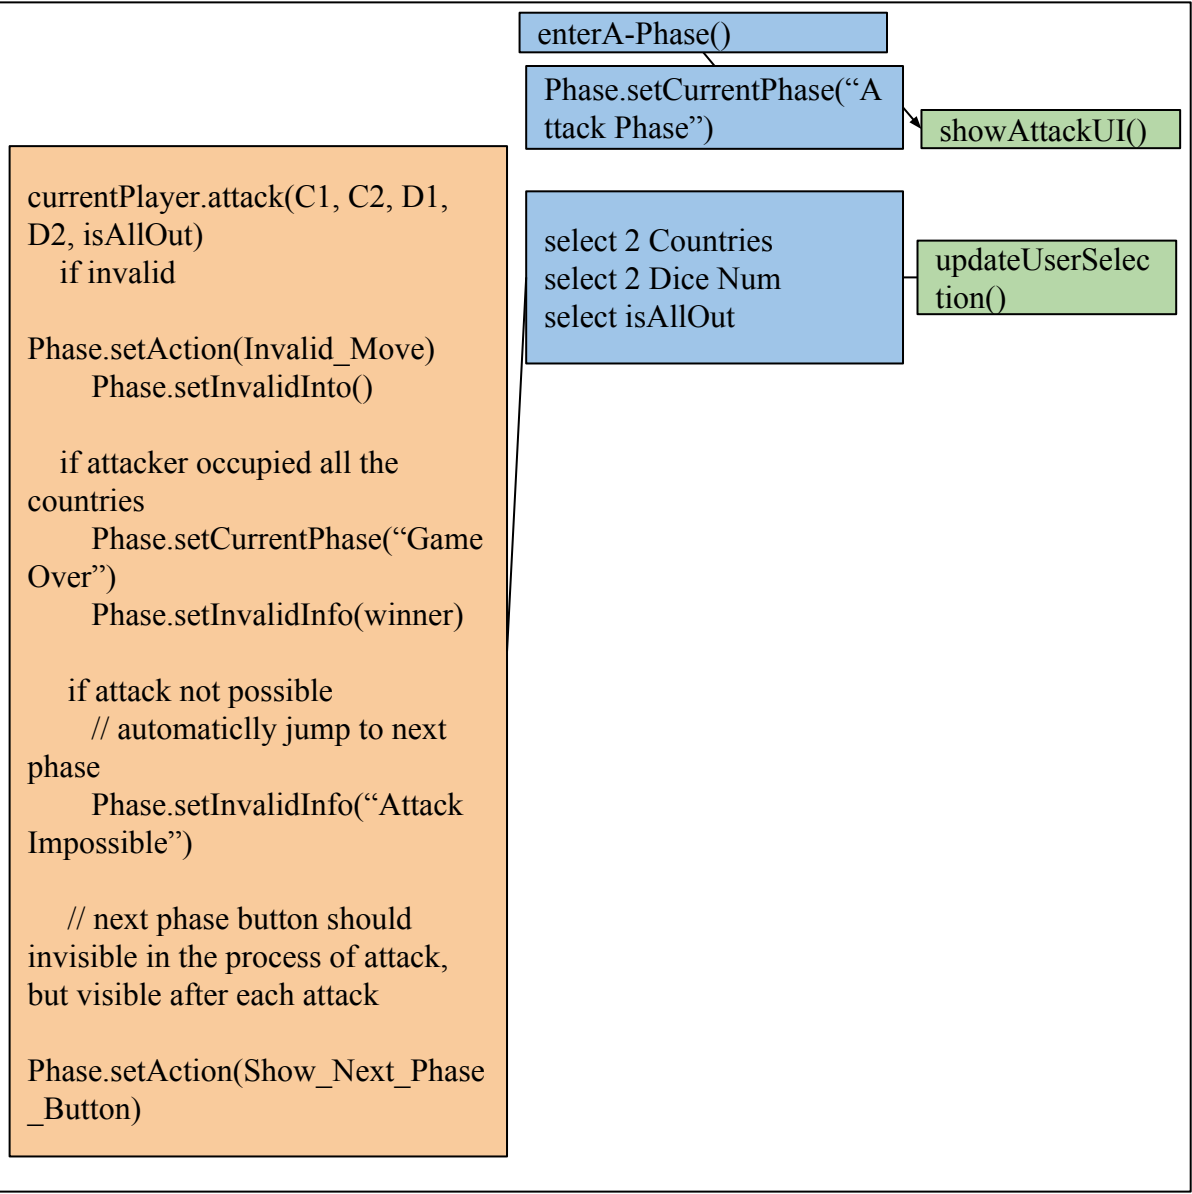 enterA-Phase()
Phase.setCurrentPhase(“A
ttack Phase”)
showAttackUI()
currentPlayer.attack(C1, C2, D1,
D2, isAllOut)
if invalid
Phase.setAction(Invalid_Move)
Phase.setInvalidInto()
if attacker occupied all the
countries
Phase.setCurrentPhase(“Game
Over”)
Phase.setInvalidInfo(winner)
if attack not possible
// automaticlly jump to next
phase
Phase.setInvalidInfo(“Attack
Impossible”)
// next phase button should
invisible in the process of attack,
but visible after each attack
Phase.setAction(Show_Next_Phase
_Button)
select 2 Countries
select 2 Dice Num
select isAllOut
updateUserSelec
tion()